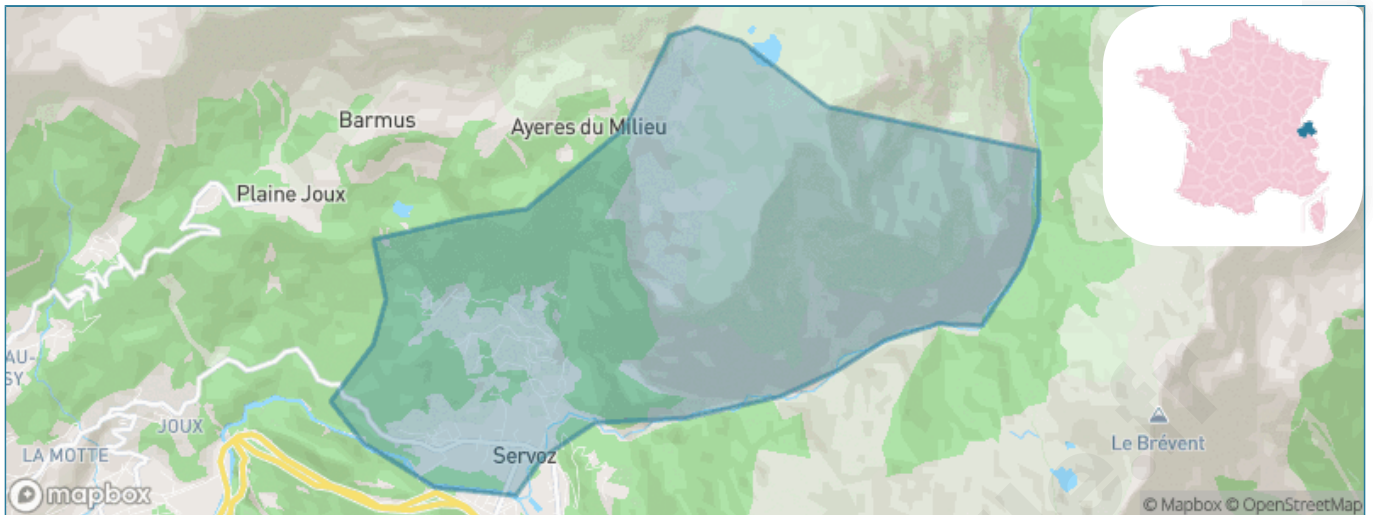 Barmus
Ayeres du Milieu
Plaine Joux
AU-
SY
JOUX
LA MOTTE
Servoz
Le Brévent
mapbox
© Mapbox © OpenStreetMap